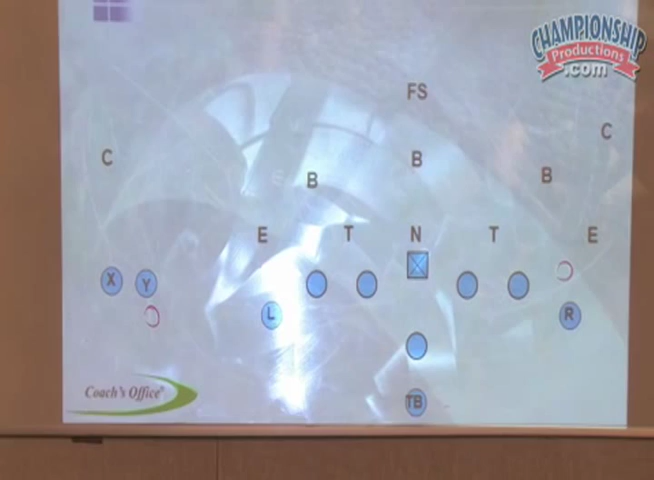 CHAMPIONSHIP
Productions
.com
FS
C
C
B
B
B
E
T
N
T
E
X
Y
L
R
TB
Coach's Office